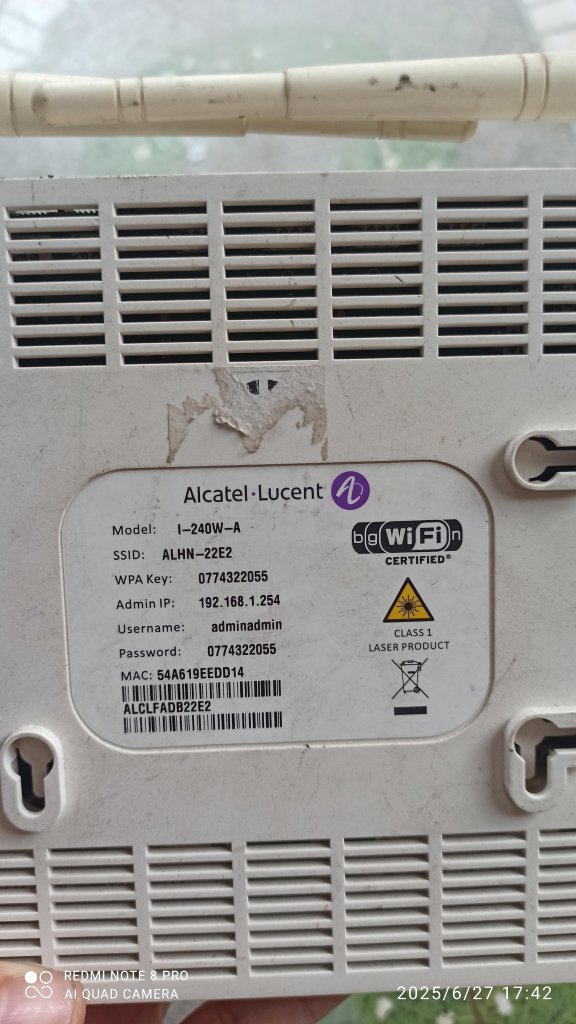 Alcatel·Lucent
Model: I-240W-A
SSID: ALHN-22E2
WPA Key: 0774322055
Admin IP: 192.168.1.254
Username: adminadmin
Password: 0774322055
MAC: 54A619EEDD14
ALCLFADB22E2
bg WiFi n
CERTIFIED®
CLASS 1
LASER PRODUCT
REDMI NOTE 8 PRO
AI QUAD CAMERA
2025/6/27 17:42